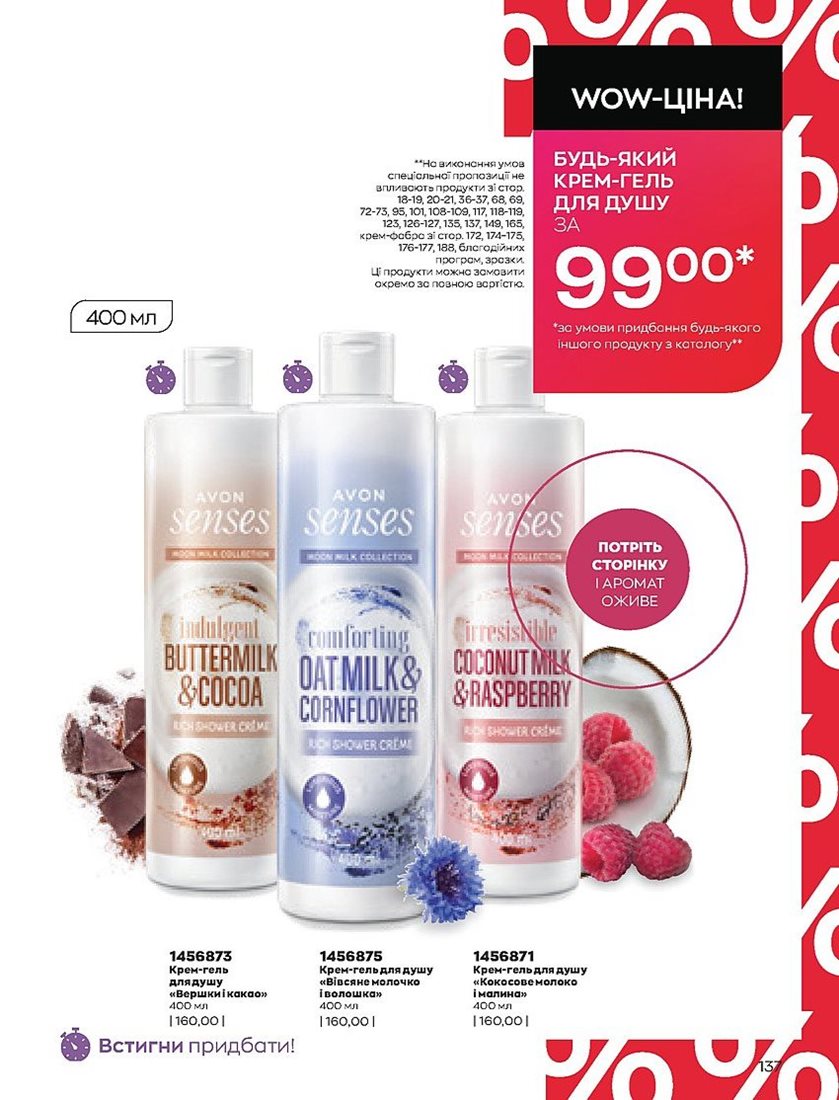 WOW-ЦІНА!
БУДЬ-ЯКИЙ
КРЕМ-ГЕЛЬ
ДЛЯ ДУШУ
ЗА
99⁰⁰*
*за умови придбання будь-якого
іншого продукту з каталогу**
**На виконання умов
спеціальної пропозиції не
впливають продукти зі стор.
18-19, 20-21, 36-37, 68, 69,
72-73, 95, 101, 108-109, 117, 118-119,
123, 126-127, 135, 137, 149, 165,
крем-фарба зі стор. 172, 174-175,
176-177, 188, благодійних
програм, зразки.
Ці продукти можна замовити
окремо за повною вартістю.
400 мл
AVON
senses
MOON MILK COLLECTION
indulgent
BUTTERMILK
& COCOA
RICH SHOWER CRÈME
400 ml
AVON
senses
MOON MILK COLLECTION
comforting
OAT MILK &
CORNFLOWER
RICH SHOWER CRÈME
400 ml
AVON
senses
MOON MILK COLLECTION
irresistible
COCONUT MILK
& RASPBERRY
RICH SHOWER CRÈME
ПОТРІТЬ
СТОРІНКУ
І АРОМАТ
ОЖИВЕ
1456873
Крем-гель
для душу
«Вершки і какао»
400 мл
| 160,00 |
1456875
Крем-гель для душу
«Вівсяне молочко
і волошка»
400 мл
| 160,00 |
1456871
Крем-гель для душу
«Кокосове молоко
і малина»
400 мл
| 160,00 |
Встигни придбати!
137